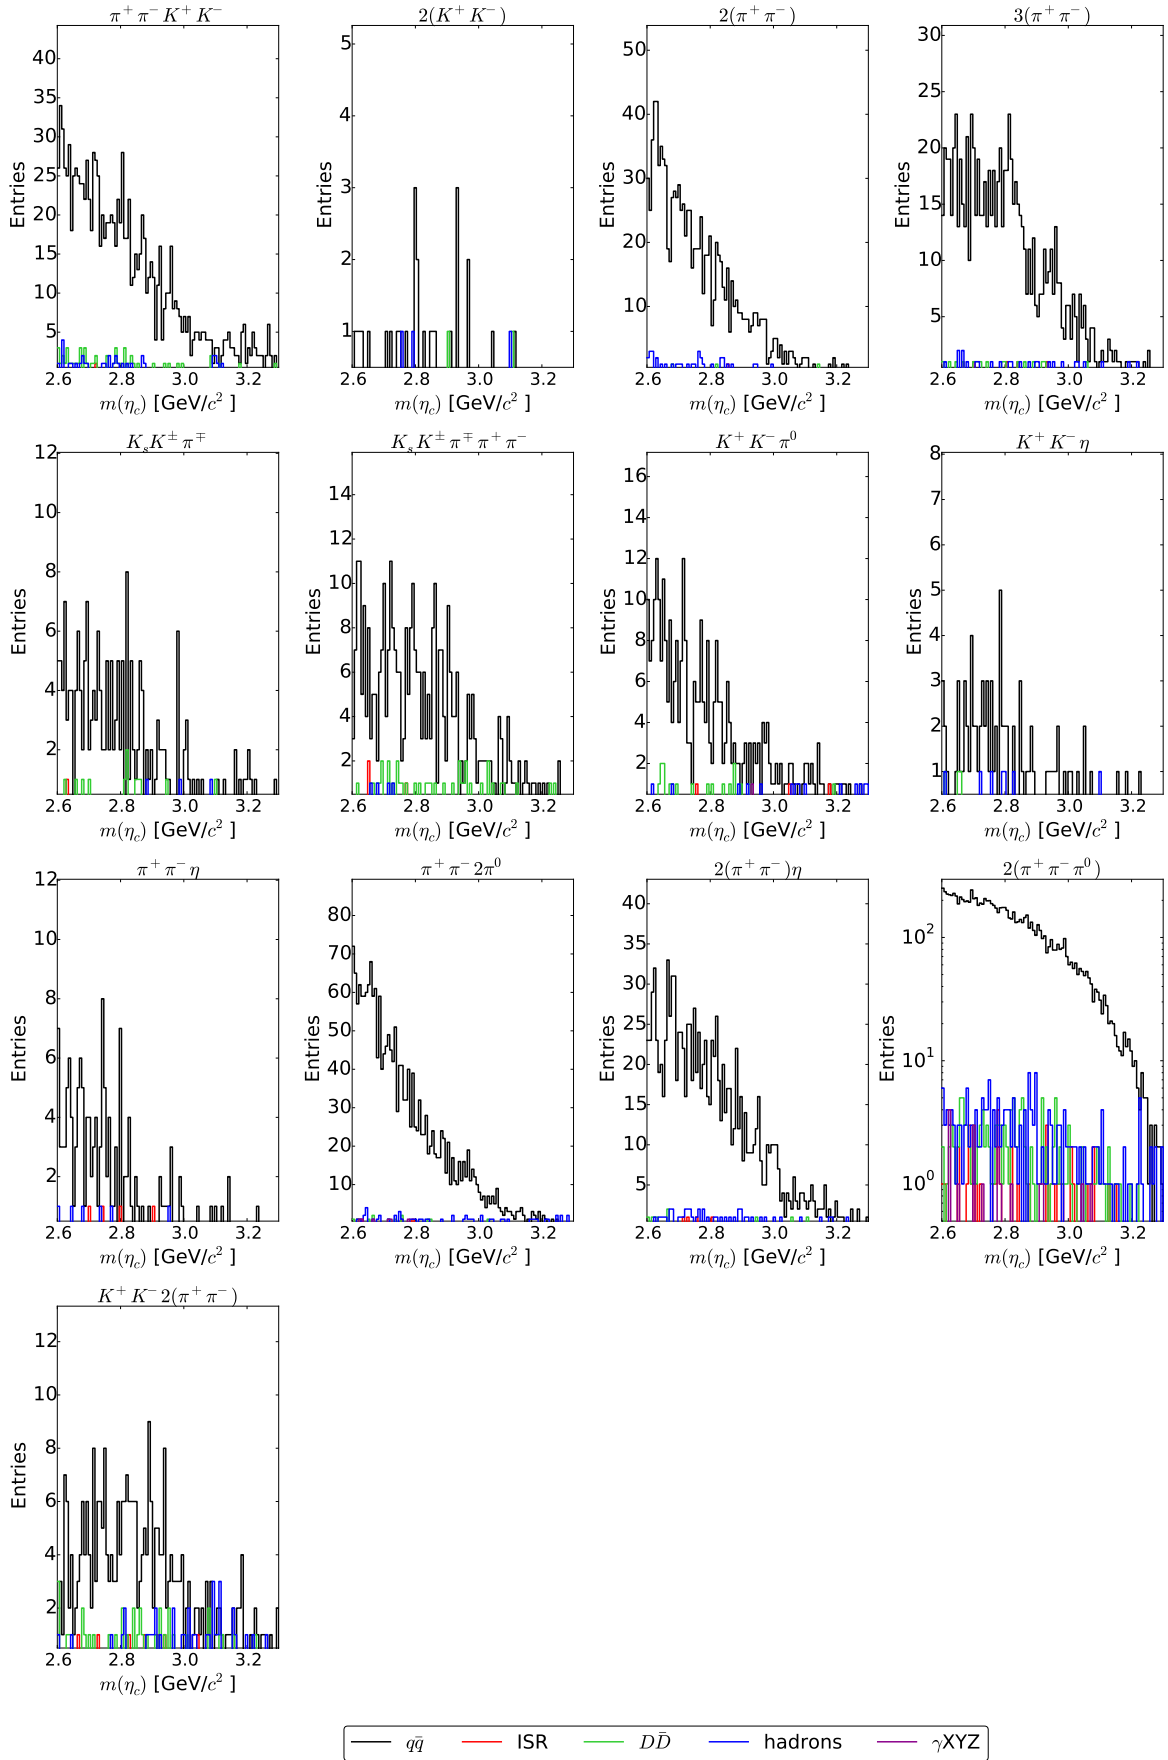 π⁺π⁻K⁺K⁻
Entries
40
35
30
25
20
15
10
5
2.6 2.8 3.0 3.2
m(η_c) [GeV/c² ]
2(K⁺K⁻)
Entries
5
4
3
2
1
2.6 2.8 3.0 3.2
m(η_c) [GeV/c² ]
2(π⁺π⁻)
Entries
50
40
30
20
10
2.6 2.8 3.0 3.2
m(η_c) [GeV/c² ]
3(π⁺π⁻)
Entries
30
25
20
15
10
5
2.6 2.8 3.0 3.2
m(η_c) [GeV/c² ]
K_sK^±π^∓
Entries
12
10
8
6
4
2
2.6 2.8 3.0 3.2
m(η_c) [GeV/c² ]
K_sK^±π^∓π⁺π⁻
Entries
14
12
10
8
6
4
2
2.6 2.8 3.0 3.2
m(η_c) [GeV/c² ]
K⁺K⁻π⁰
Entries
16
14
12
10
8
6
4
2
2.6 2.8 3.0 3.2
m(η_c) [GeV/c² ]
K⁺K⁻η
Entries
8
7
6
5
4
3
2
1
2.6 2.8 3.0 3.2
m(η_c) [GeV/c² ]
π⁺π⁻η
Entries
12
10
8
6
4
2
2.6 2.8 3.0 3.2
m(η_c) [GeV/c² ]
π⁺π⁻2π⁰
Entries
80
70
60
50
40
30
20
10
2.6 2.8 3.0 3.2
m(η_c) [GeV/c² ]
2(π⁺π⁻)η
Entries
40
35
30
25
20
15
10
5
2.6 2.8 3.0 3.2
m(η_c) [GeV/c² ]
2(π⁺π⁻π⁰)
Entries
10²
10¹
10⁰
2.6 2.8 3.0 3.2
m(η_c) [GeV/c² ]
K⁺K⁻2(π⁺π⁻)
Entries
12
10
8
6
4
2
2.6 2.8 3.0 3.2
m(η_c) [GeV/c² ]
qq̄ ISR DD̄ hadrons γXYZ